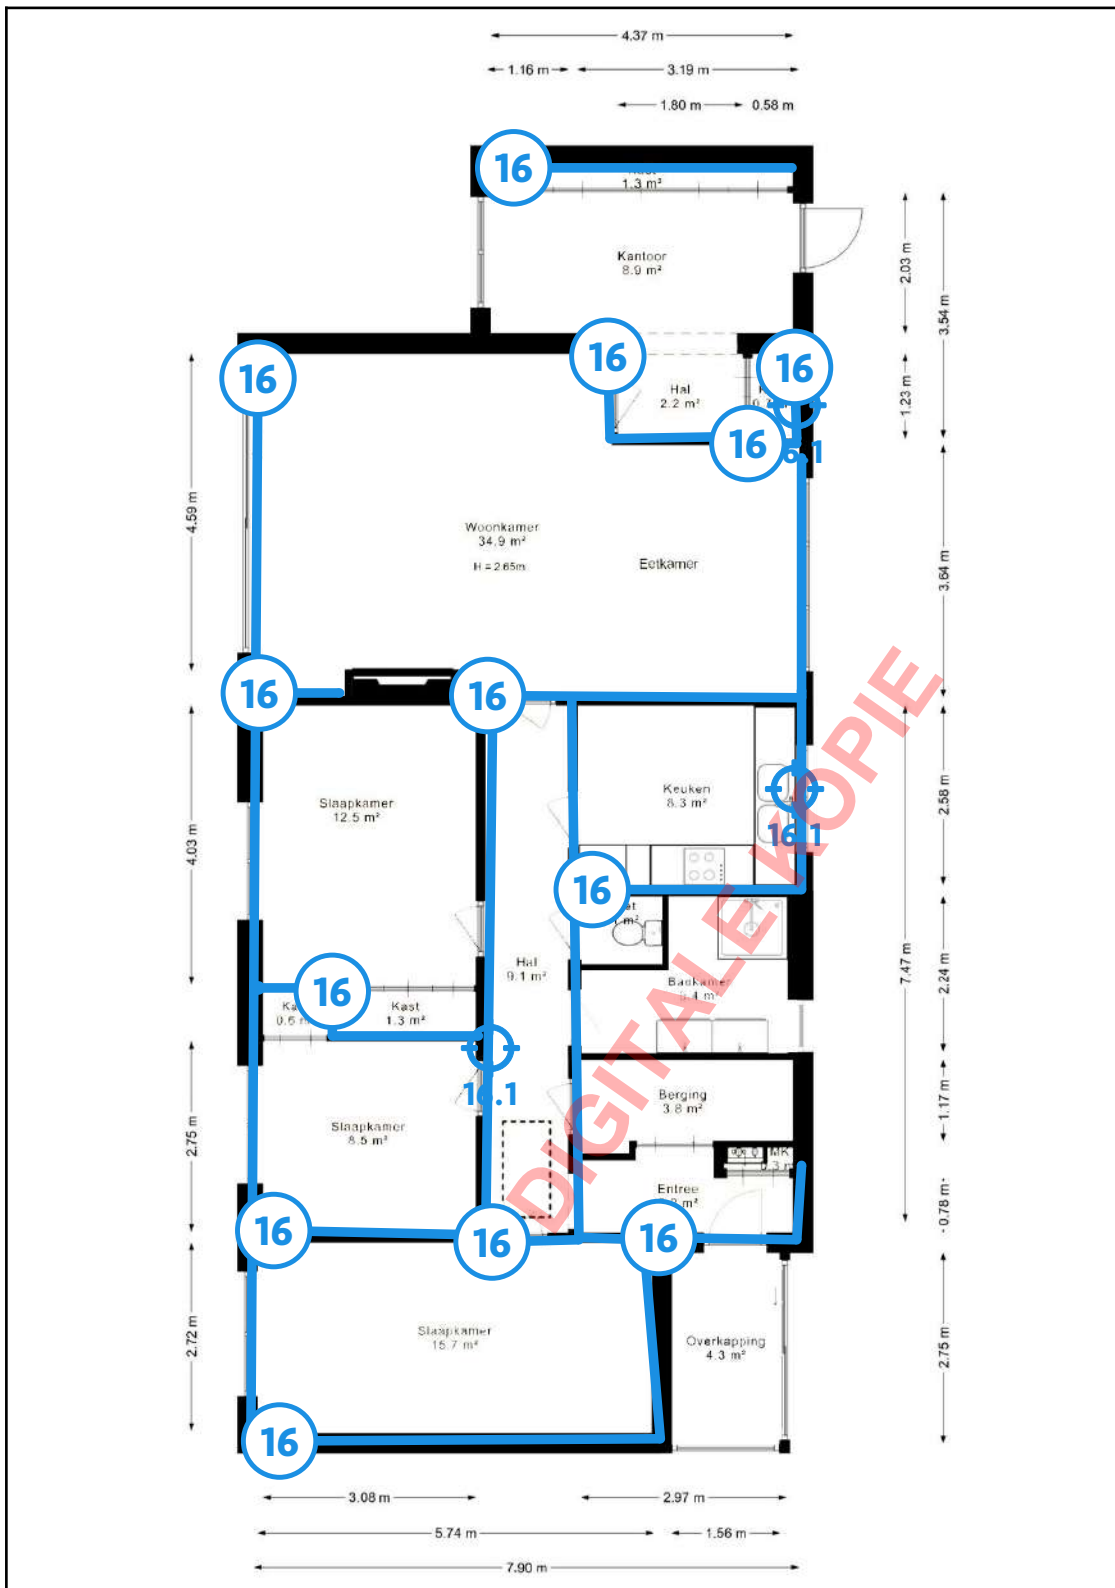 4.37 m
1.16 m
3.19 m
1.80 m
0.58 m
16
1.3 m²
Kantoor
8.9 m²
2.03 m
3.54 m
16
16
16
Hal
2.2 m²
1.23 m
16
4.59 m
Woonkamer
34.9 m²
H = 2.65m
Eetkamer
3.64 m
16
16
Slaapkamer
12.5 m²
Keuken
8.3 m²
16.1
4.03 m
2.58 m
16
Hal
9.1 m²
Badkamer
7.47 m
2.24 m
16
Kast
1.3 m²
16.1
Slaapkamer
8.5 m²
Berging
3.8 m²
MK
Entree
2.75 m
1.17 m
0.78 m
16
16
16
Slaapkamer
15.7 m²
Overkapping
4.3 m²
2.72 m
2.75 m
16
3.08 m
2.97 m
5.74 m
1.56 m
7.90 m
DIGITALE KOPIE